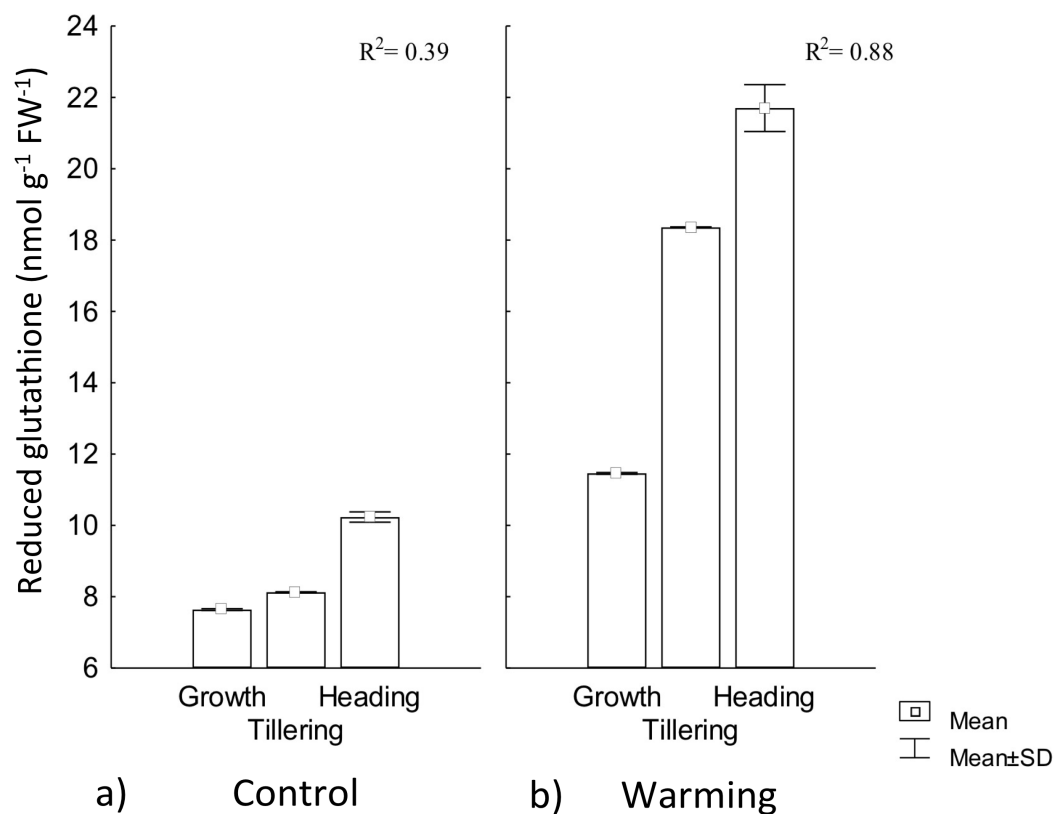 Reduced glutathione (nmol g⁻¹ FW⁻¹)
24
22
20
18
16
14
12
10
8
6
R²= 0.39
R²= 0.88
Growth
Heading
Tillering
Growth
Heading
Tillering
Mean
Mean±SD
a) Control
b) Warming